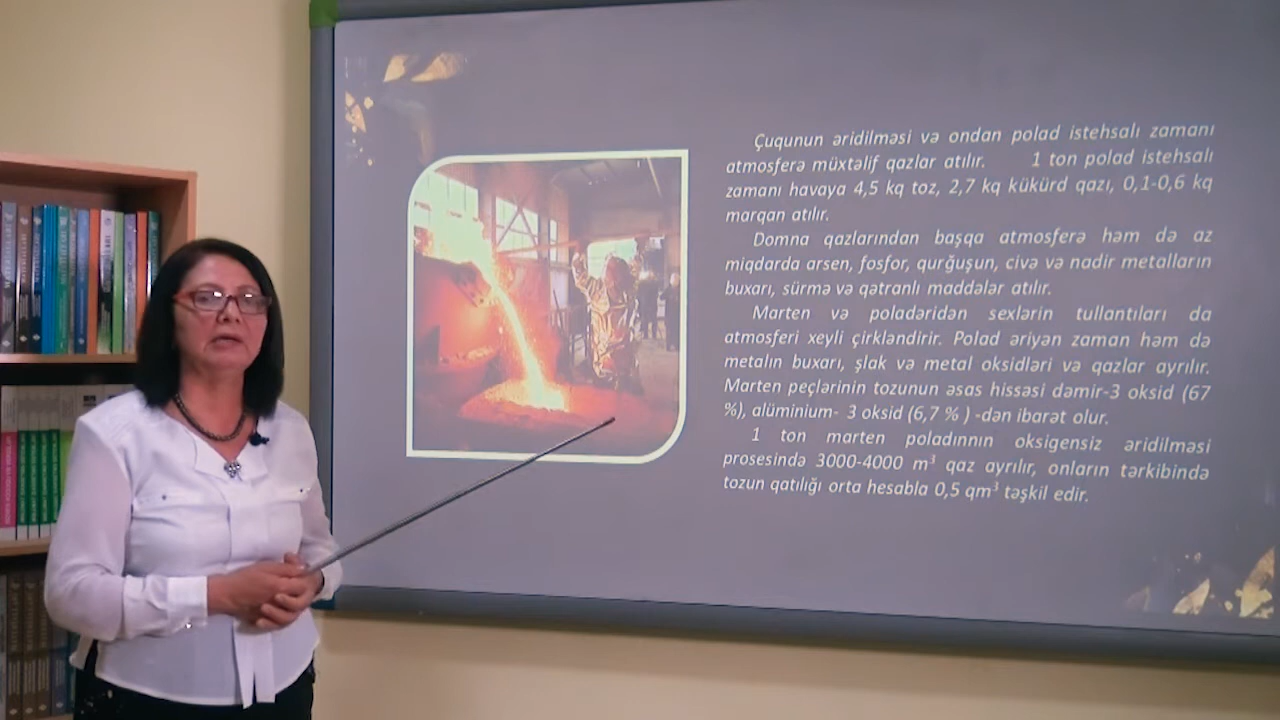 Çuqunun əridilməsi və ondan polad istehsalı zamanı
atmosferə müxtəlif qazlar atılır. 1 ton polad istehsalı
zamanı havaya 4,5 kq toz, 2,7 kq kükürd qazı, 0,1-0,6 kq
marqan atılır.
Domna qazlarından başqa atmosferə həm də az
miqdarda arsen, fosfor, qurğuşun, civə və nadir metalların
buxarı, sürmə və qətranlı maddələr atılır.
Marten və poladəridən sexlərin tullantıları da
atmosferi xeyli çirkləndirir. Polad əriyən zaman həm də
metalın buxarı, şlak və metal oksidləri və qazlar ayrılır.
Marten peçlərinin tozunun əsas hissəsi dəmir-3 oksid (67
%), alüminium- 3 oksid (6,7 % ) -dən ibarət olur.
1 ton marten poladınnın oksigensiz əridilməsi
prosesində 3000-4000 m³ qaz ayrılır, onların tərkibində
tozun qatılığı orta hesabla 0,5 qm³ təşkil edir.